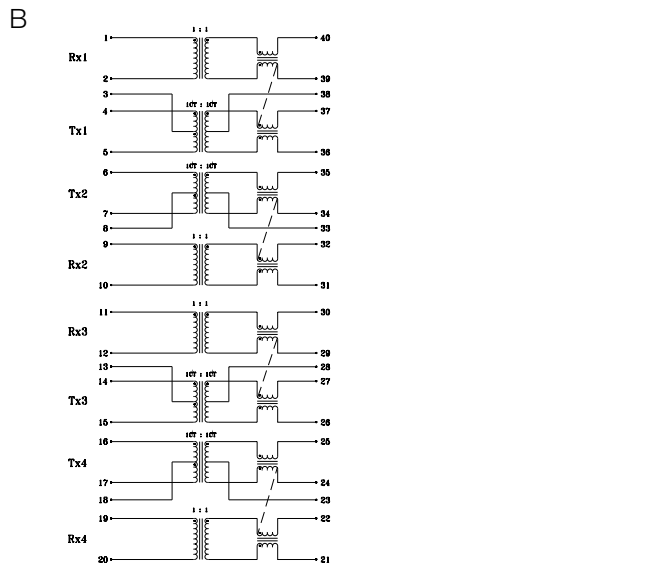 B
1 : 1
1 40
Rx1
2 39
3 38
1CT : 1CT
4 37
Tx1
5 36
1CT : 1CT
6 35
Tx2
7 34
8 33
1 : 1
9 32
Rx2
10 31
1 : 1
11 30
Rx3
12 29
13 28
1CT : 1CT
14 27
Tx3
15 26
1CT : 1CT
16 25
Tx4
17 24
18 23
1 : 1
19 22
Rx4
20 21